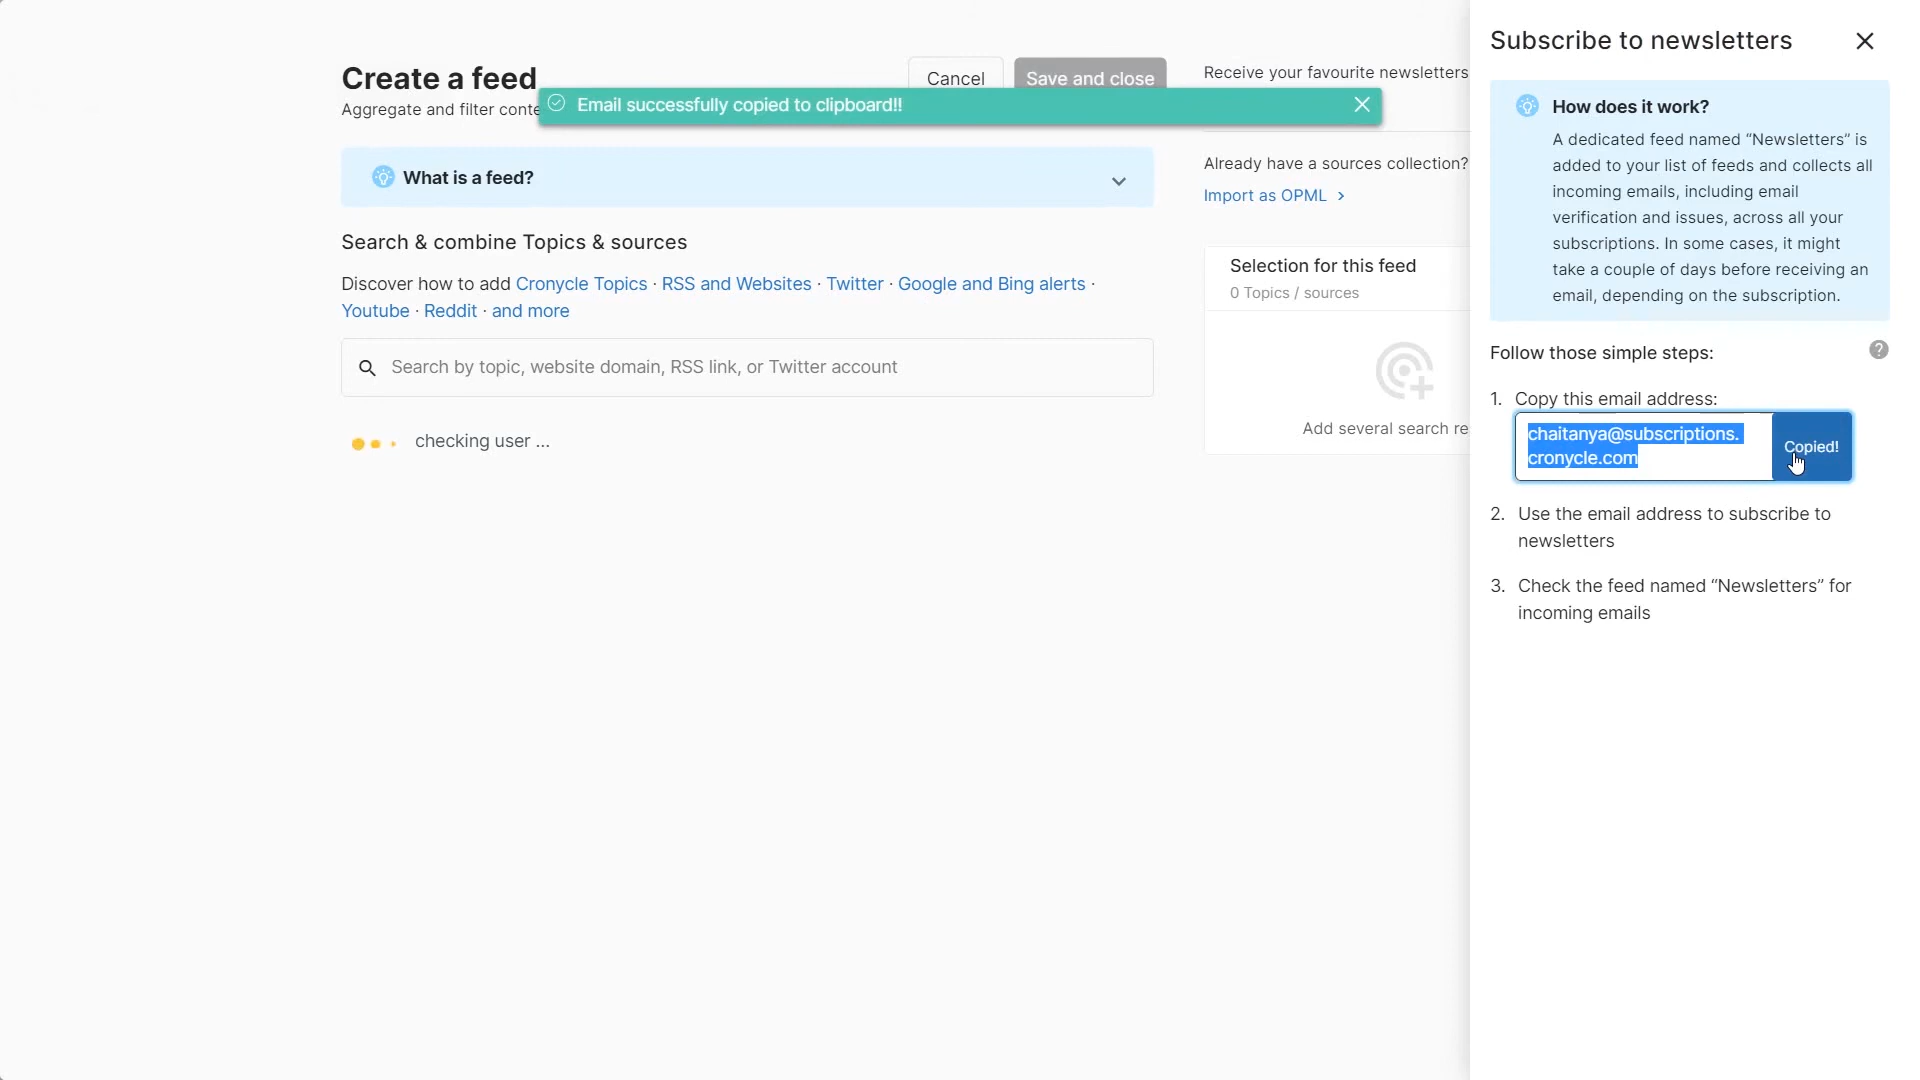 Create a feed
Cancel
Save and close
Aggregate and filter conte
Email successfully copied to clipboard!!
What is a feed?
Search & combine Topics & sources
Discover how to add Cronycle Topics · RSS and Websites · Twitter · Google and Bing alerts ·
Youtube · Reddit · and more
Search by topic, website domain, RSS link, or Twitter account
checking user ...
Receive your favourite newsletters
Already have a sources collection?
Import as OPML >
Selection for this feed
0 Topics / sources
Add several search re
Subscribe to newsletters
How does it work?
A dedicated feed named “Newsletters” is
added to your list of feeds and collects all
incoming emails, including email
verification and issues, across all your
subscriptions. In some cases, it might
take a couple of days before receiving an
email, depending on the subscription.
Follow those simple steps:
?
1. Copy this email address:
chaitanya@subscriptions.
cronycle.com
Copied!
2. Use the email address to subscribe to
newsletters
3. Check the feed named “Newsletters” for
incoming emails